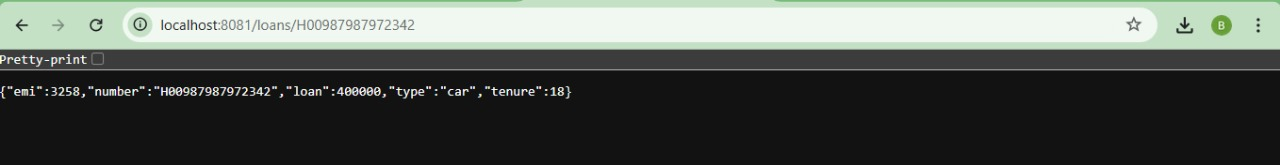 localhost:8081/loans/H00987987972342
B
Pretty-print
{"emi":3258,"number":"H00987987972342","loan":400000,"type":"car","tenure":18}